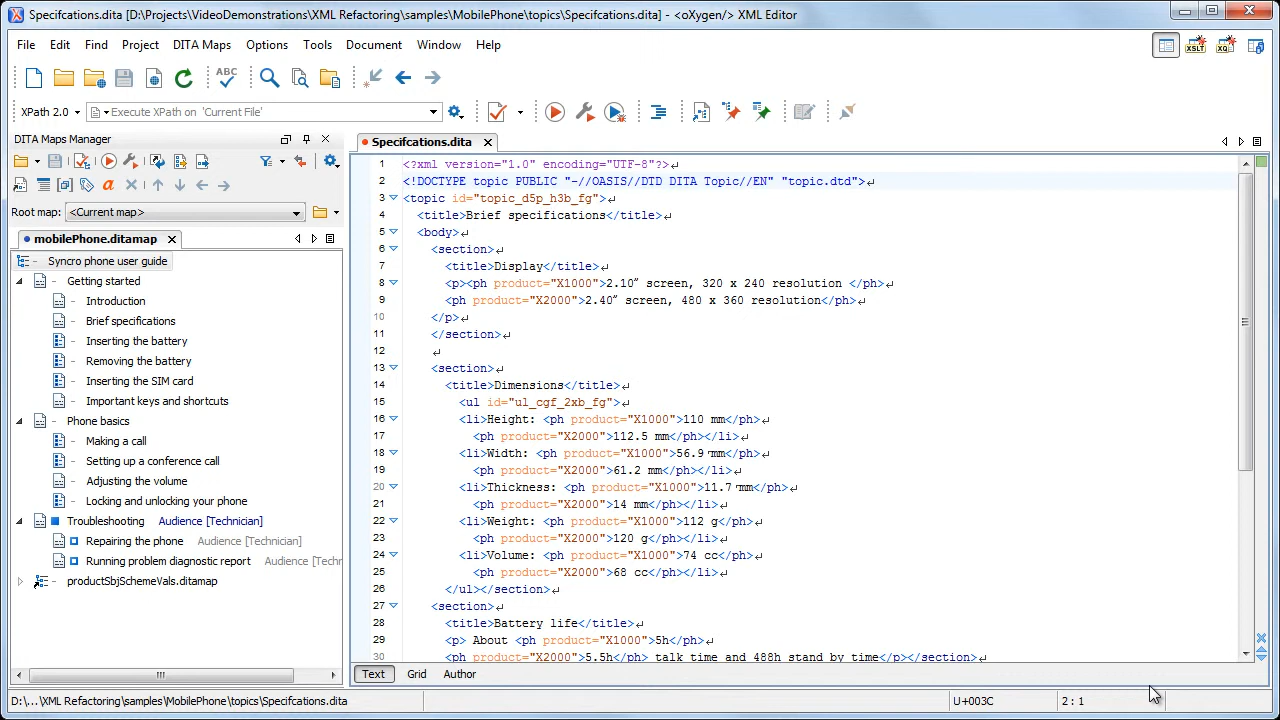 Specifcations.dita [D:\Projects\VideoDemonstrations\XML Refactoring\samples\MobilePhone\topics\Specifcations.dita] - <oXygen/> XML Editor
File Edit Find Project DITA Maps Options Tools Document Window Help
XSLT XQ
ABC
XPath 2.0 Execute XPath on 'Current File'
DITA Maps Manager
Root map: <Current map>
mobilePhone.ditamap
Syncro phone user guide
Getting started
Introduction
Brief specifications
Inserting the battery
Removing the battery
Inserting the SIM card
Important keys and shortcuts
Phone basics
Making a call
Setting up a conference call
Adjusting the volume
Locking and unlocking your phone
Troubleshooting Audience [Technician]
Repairing the phone Audience [Technician]
Running problem diagnostic report Audience [Techn
productSbjSchemeVals.ditamap
Specifcations.dita
1 <?xml version="1.0" encoding="UTF-8"?>
2 <!DOCTYPE topic PUBLIC "-//OASIS//DTD DITA Topic//EN" "topic.dtd">
3 <topic id="topic_d5p_h3b_fg">
4 <title>Brief specifications</title>
5 <body>
6 <section>
7 <title>Display</title>
8 <p><ph product="X1000">2.10” screen, 320 x 240 resolution </ph>
9 <ph product="X2000">2.40” screen, 480 x 360 resolution</ph>
10 </p>
11 </section>
12
13 <section>
14 <title>Dimensions</title>
15 <ul id="ul_cgf_2xb_fg">
16 <li>Height: <ph product="X1000">110 mm</ph>
17 <ph product="X2000">112.5 mm</ph></li>
18 <li>Width: <ph product="X1000">56.9 mm</ph>
19 <ph product="X2000">61.2 mm</ph></li>
20 <li>Thickness: <ph product="X1000">11.7 mm</ph>
21 <ph product="X2000">14 mm</ph></li>
22 <li>Weight: <ph product="X1000">112 g</ph>
23 <ph product="X2000">120 g</ph></li>
24 <li>Volume: <ph product="X1000">74 cc</ph>
25 <ph product="X2000">68 cc</ph></li>
26 </ul></section>
27 <section>
28 <title>Battery life</title>
29 <p> About <ph product="X1000">5h</ph>
30 <ph product="X2000">5.5h</ph> talk time and 488h stand by time</p></section>
Text Grid Author
D:\...\XML Refactoring\samples\MobilePhone\topics\Specifcations.dita U+003C 2 : 1